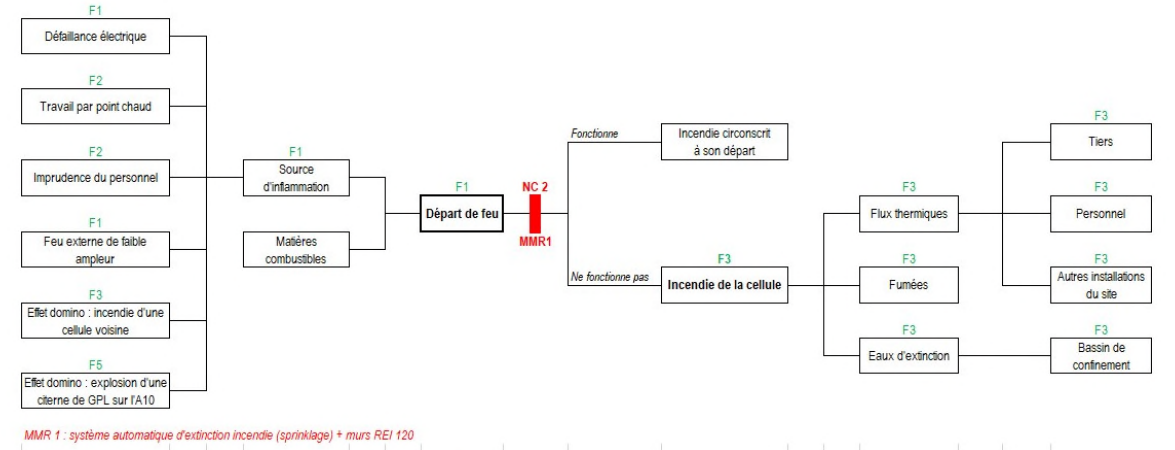 F1
Défaillance électrique
F2
Travail par point chaud
F2
Imprudence du personnel
F1
Feu externe de faible
ampleur
F3
Effet domino : incendie d'une
cellule voisine
F5
Effet domino : explosion d'une
citerne de GPL sur l'A10
F1
Source
d'inflammation
Matières
combustibles
F1
Départ de feu
NC 2
MMR1
Fonctionne
Incendie circonscrit
à son départ
Ne fonctionne pas
F3
Incendie de la cellule
F3
Flux thermiques
F3
Fumées
F3
Eaux d'extinction
F3
Tiers
F3
Personnel
F3
Autres installations
du site
F3
Bassin de
confinement
MMR 1 : système automatique d'extinction incendie (sprinklage) + murs REI 120